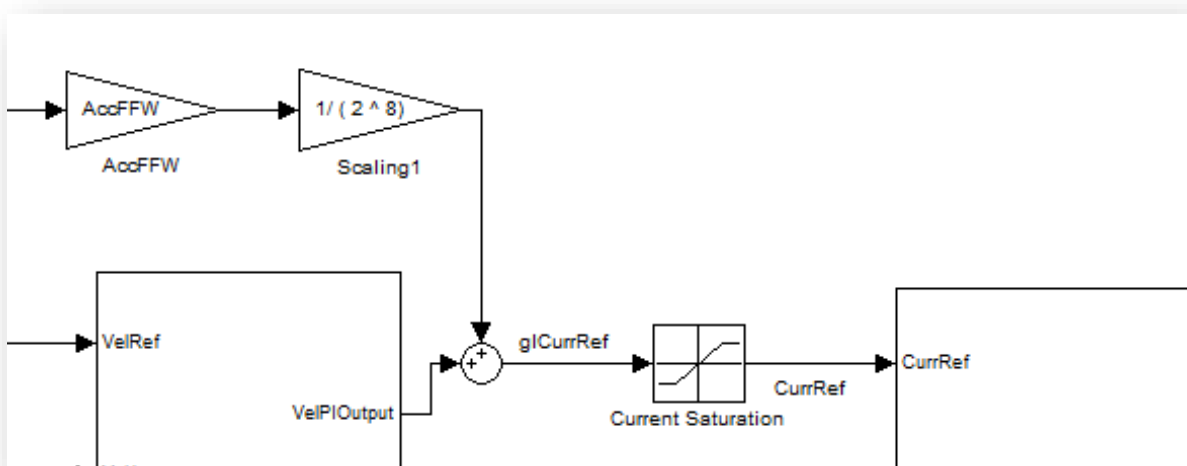 AccFFW
1/ ( 2 ^ 8)
AccFFW
Scaling1
VelRef
glCurrRef
CurrRef
CurrRef
VelPIOutput
Current Saturation